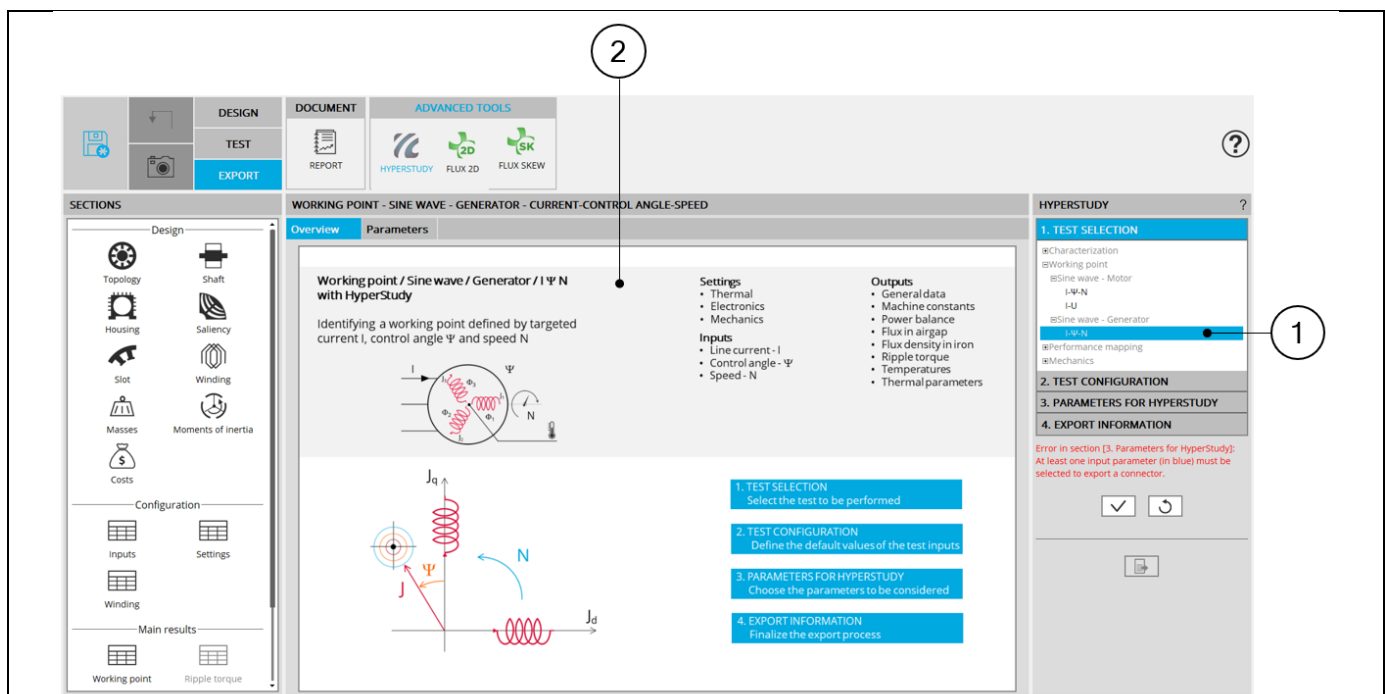 2
DESIGN
TEST
EXPORT
DOCUMENT
REPORT
ADVANCED TOOLS
HYPERSTUDY
2D
FLUX 2D
SK
FLUX SKEW
?
SECTIONS
Design
Topology
Shaft
Housing
Saliency
Slot
Winding
Masses
Moments of inertia
$
Costs
Configuration
Inputs
Settings
Winding
Main results
Working point
Ripple torque
WORKING POINT - SINE WAVE - GENERATOR - CURRENT-CONTROL ANGLE-SPEED
Overview
Parameters
Working point / Sine wave / Generator / I Ψ N
with HyperStudy
Identifying a working point defined by targeted
current I, control angle Ψ and speed N
I
Ψ
J₃
Φ₃
J₁
Φ₂
Φ₁
J₂
N
Settings
• Thermal
• Electronics
• Mechanics
Inputs
• Line current - I
• Control angle - Ψ
• Speed - N
Outputs
• General data
• Machine constants
• Power balance
• Flux in airgap
• Flux density in iron
• Ripple torque
• Temperatures
• Thermal parameters
Jq
N
Ψ
J
Jd
1. TEST SELECTION
Select the test to be performed
2. TEST CONFIGURATION
Define the default values of the test inputs
3. PARAMETERS FOR HYPERSTUDY
Choose the parameters to be considered
4. EXPORT INFORMATION
Finalize the export process
HYPERSTUDY
?
1. TEST SELECTION
Characterization
Working point
Sine wave - Motor
I-Ψ-N
I-U
Sine wave - Generator
I-Ψ-N
Performance mapping
Mechanics
1
2. TEST CONFIGURATION
3. PARAMETERS FOR HYPERSTUDY
4. EXPORT INFORMATION
Error in section [3. Parameters for HyperStudy]:
At least one input parameter (in blue) must be
selected to export a connector.